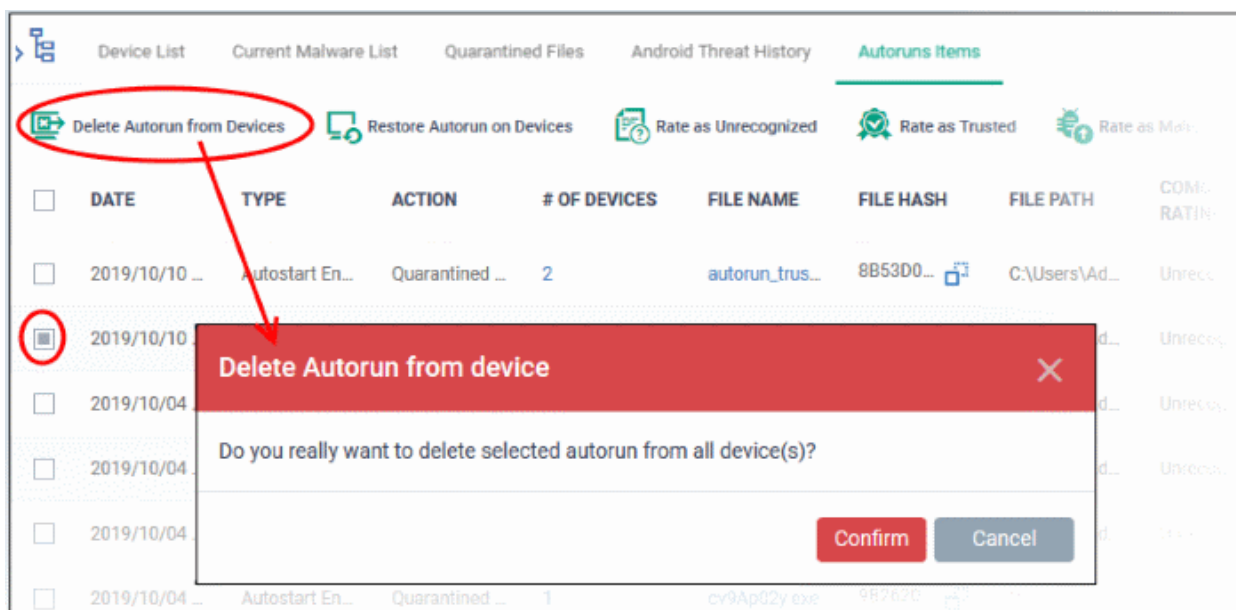 Device List Current Malware List Quarantined Files Android Threat History Autoruns Items
Delete Autorun from Devices Restore Autorun on Devices Rate as Unrecognized Rate as Trusted Rate as
DATE TYPE ACTION # OF DEVICES FILE NAME FILE HASH FILE PATH
2019/10/10 ... Autostart En... Quarantined ... 2 autorun_trus... 8B53D0... C:\Users\Ad...
2019/10/10
Delete Autorun from device
2019/10/04
Do you really want to delete selected autorun from all device(s)?
2019/10/04
2019/10/04
Confirm Cancel
2019/10/04 ... Autostart En... Quarantined ... 1